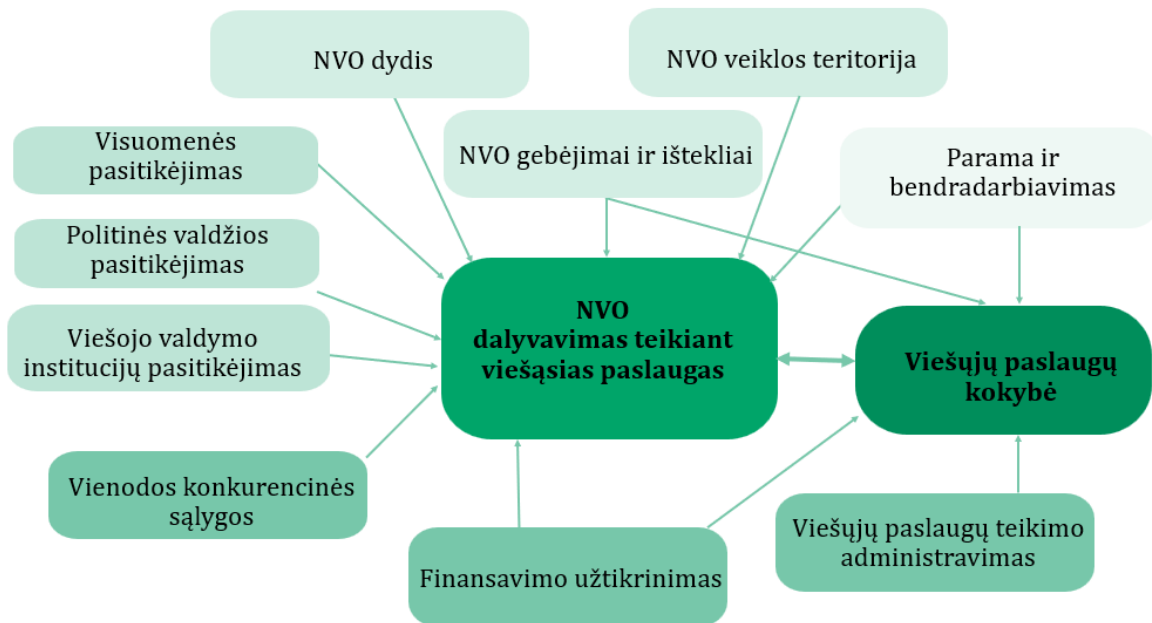 NVO dydis
NVO veiklos teritorija
Visuomenės
pasitikėjimas
NVO gebėjimai ir ištekliai
Parama ir
bendradarbiavimas
Politinės valdžios
pasitikėjimas
Viešojo valdymo
institucijų pasitikėjimas
NVO
dalyvavimas teikiant
viešąsias paslaugas
Viešųjų paslaugų
kokybė
Vienodos konkurencinės
sąlygos
Finansavimo užtikrinimas
Viešųjų paslaugų teikimo
administravimas